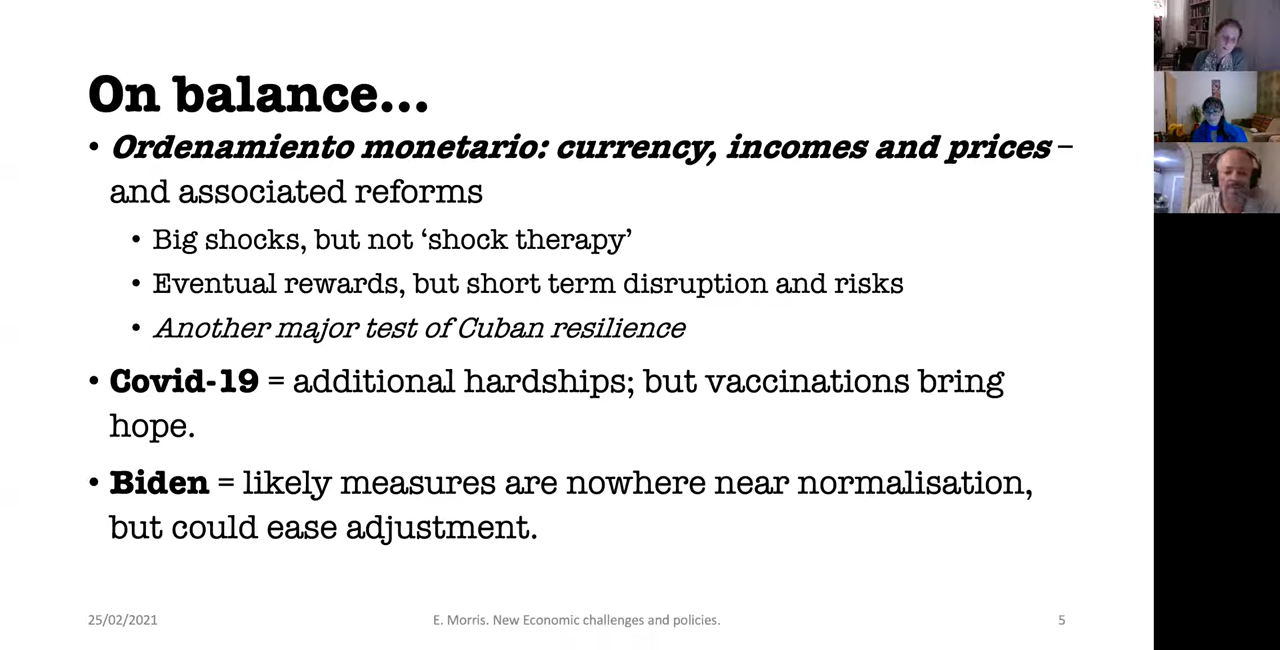 On balance...
• Ordenamiento monetario: currency, incomes and prices –
and associated reforms
• Big shocks, but not ‘shock therapy’
• Eventual rewards, but short term disruption and risks
• Another major test of Cuban resilience
• Covid-19 = additional hardships; but vaccinations bring
hope.
• Biden = likely measures are nowhere near normalisation,
but could ease adjustment.
25/02/2021 E. Morris. New Economic challenges and policies. 5